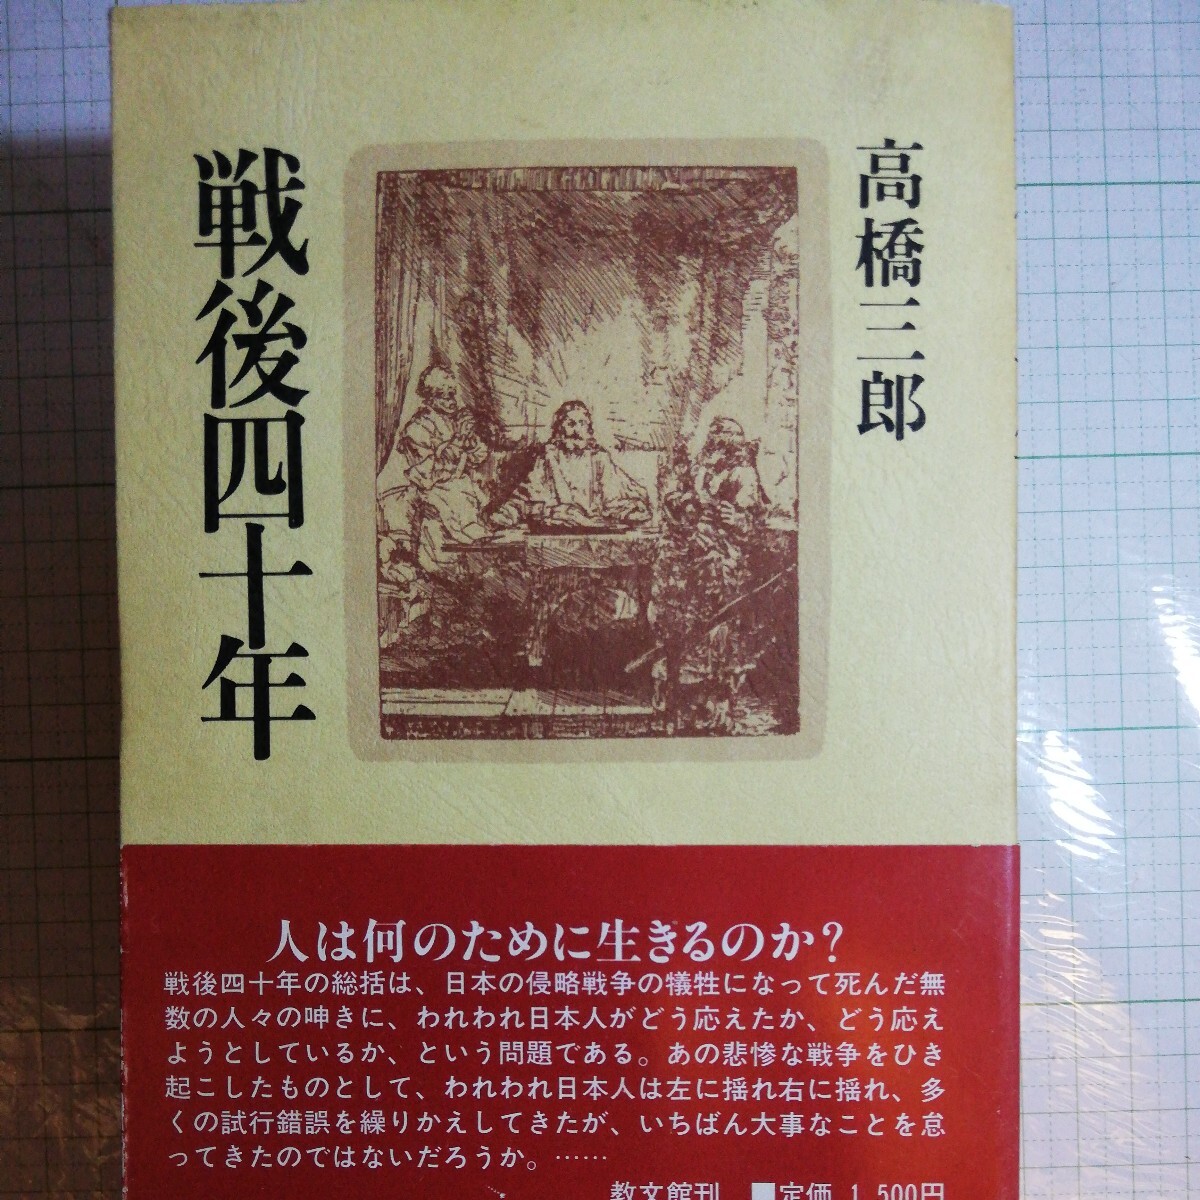 高橋三郎
戦後四十年
人は何のために生きるのか?
戦後四十年の総括は、日本の侵略戦争の犠牲になって死んだ無
数の人々の呻きに、われわれ日本人がどう応えたか、どう応え
ようとしているか、という問題である。あの悲惨な戦争をひき
起こしたものとして、われわれ日本人は左に揺れ右に揺れ、多
くの試行錯誤を繰りかえしてきたが、いちばん大事なことを怠
ってきたのではないだろうか。……
教文館刊 ■定価 1,500円